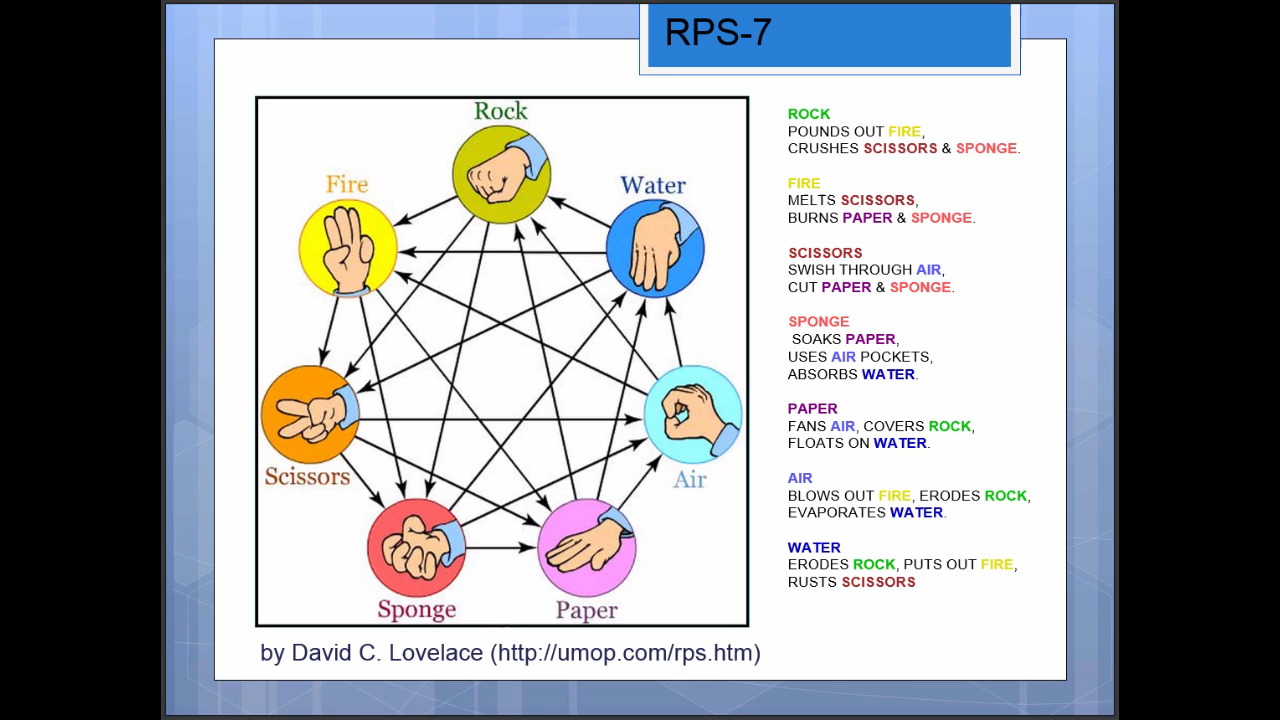 RPS-7
Rock
Fire
Water
Scissors
Air
Sponge
Paper
ROCK
POUNDS OUT FIRE,
CRUSHES SCISSORS & SPONGE.
FIRE
MELTS SCISSORS,
BURNS PAPER & SPONGE.
SCISSORS
SWISH THROUGH AIR,
CUT PAPER & SPONGE.
SPONGE
SOAKS PAPER,
USES AIR POCKETS,
ABSORBS WATER.
PAPER
FANS AIR, COVERS ROCK,
FLOATS ON WATER.
AIR
BLOWS OUT FIRE, ERODES ROCK,
EVAPORATES WATER.
WATER
ERODES ROCK, PUTS OUT FIRE,
RUSTS SCISSORS
by David C. Lovelace (http://umop.com/rps.htm)